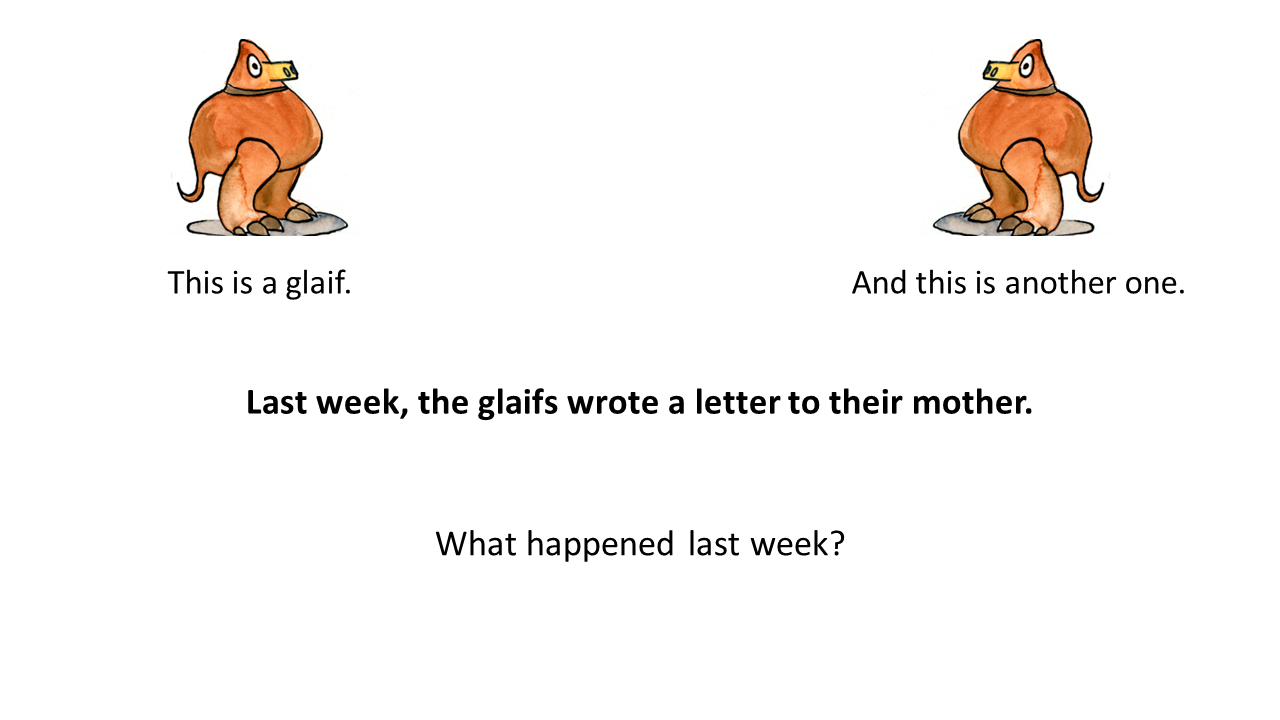 This is a glaif.
And this is another one.
Last week, the glaifs wrote a letter to their mother.
What happened last week?